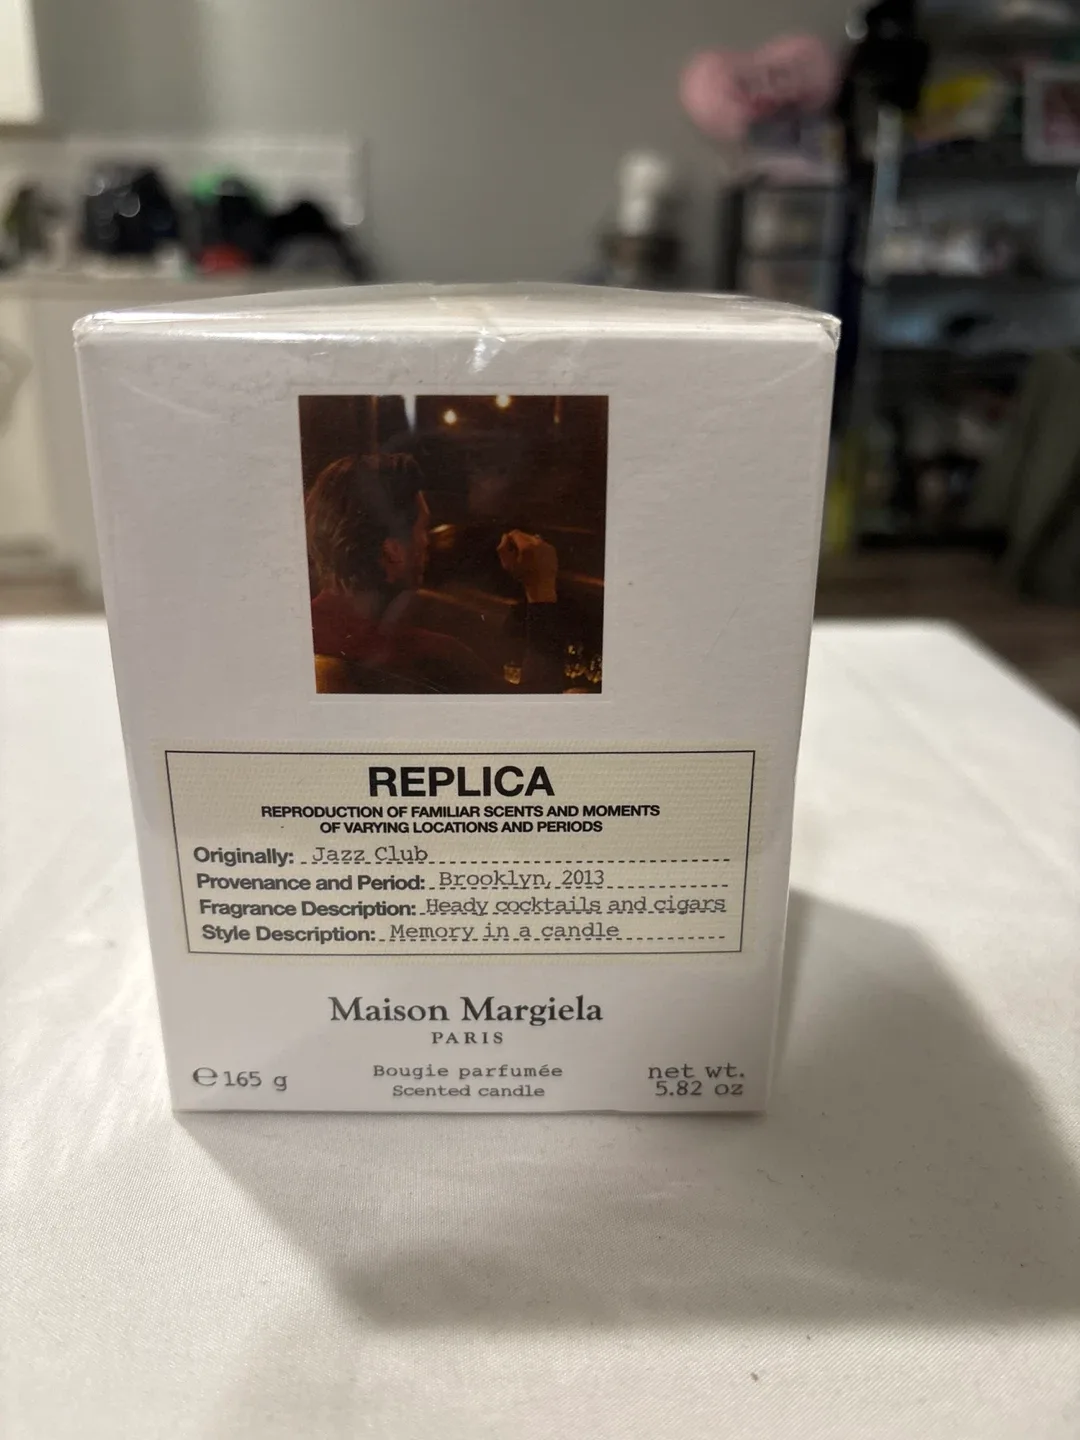 REPLICA
REPRODUCTION OF FAMILIAR SCENTS AND MOMENTS
OF VARYING LOCATIONS AND PERIODS
Originally: Jazz Club
Provenance and Period: Brooklyn, 2013
Fragrance Description: Heady cocktails and cigars
Style Description: Memory in a candle
Maison Margiela
PARIS
℮ 165 g
Bougie parfumée
Scented candle
net wt.
5.82 oz